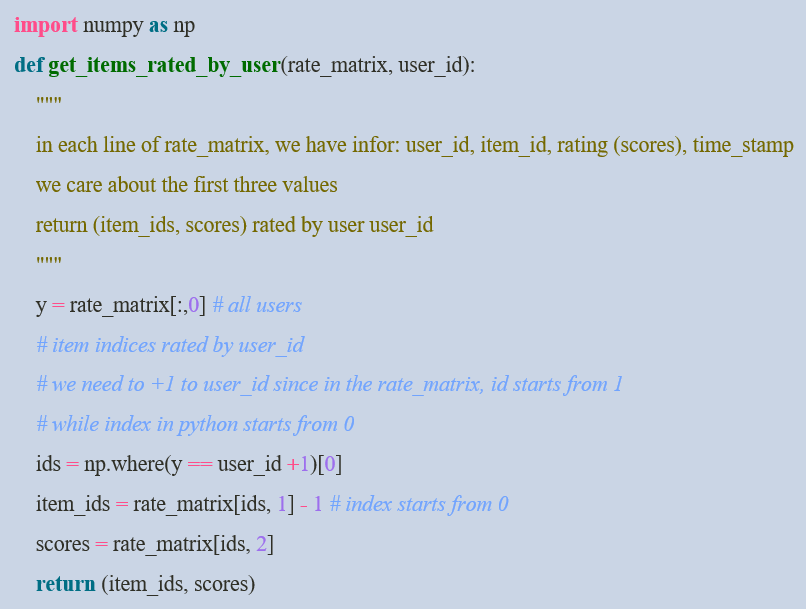 import numpy as np
def get_items_rated_by_user(rate_matrix, user_id):
"""
in each line of rate_matrix, we have infor: user_id, item_id, rating (scores), time_stamp
we care about the first three values
return (item_ids, scores) rated by user user_id
"""
y = rate_matrix[:,0] # all users
# item indices rated by user_id
# we need to +1 to user_id since in the rate_matrix, id starts from 1
# while index in python starts from 0
ids = np.where(y == user_id +1)[0]
item_ids = rate_matrix[ids, 1] - 1 # index starts from 0
scores = rate_matrix[ids, 2]
return (item_ids, scores)